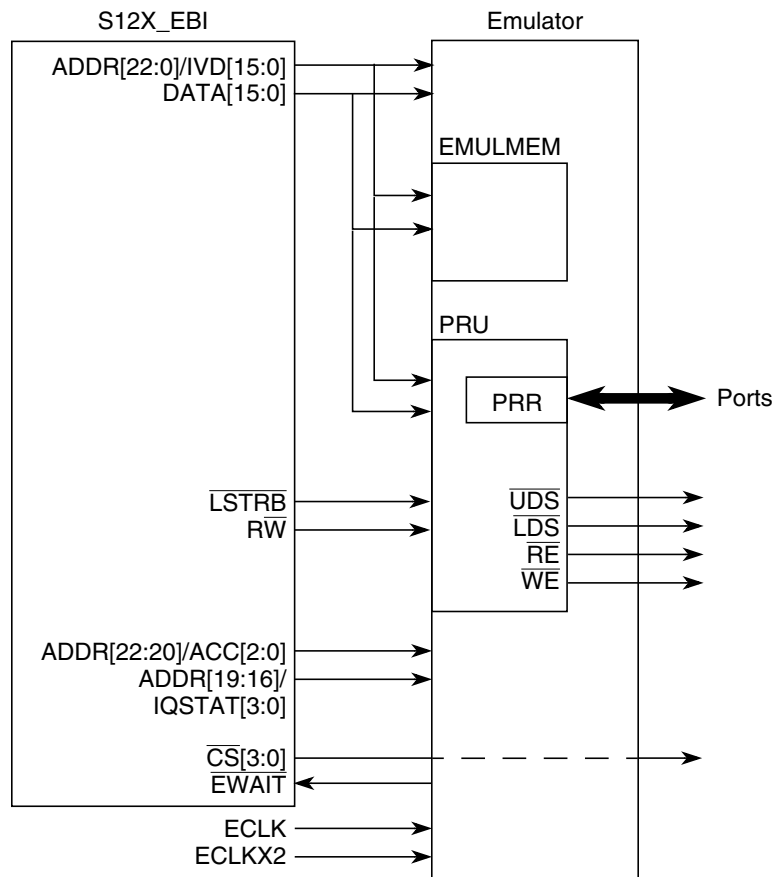 S12X_EBI
Emulator
ADDR[22:0]/IVD[15:0]
DATA[15:0]
EMULMEM
PRU
PRR
Ports
LSTRB
RW
UDS
LDS
RE
WE
ADDR[22:20]/ACC[2:0]
ADDR[19:16]/
IQSTAT[3:0]
CS[3:0]
EWAIT
ECLK
ECLKX2